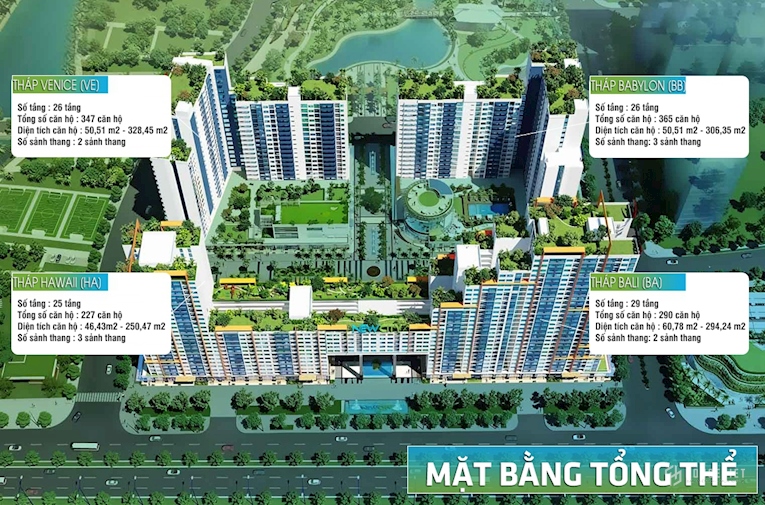 THÁP VENICE (VE)
Số tầng : 26 tầng
Tổng số căn hộ : 347 căn hộ
Diện tích căn hộ : 50,51 m2 - 328,45 m2
Số sảnh thang : 2 sảnh thang
THÁP BABYLON (BB)
Số tầng : 26 tầng
Tổng số căn hộ : 365 căn hộ
Diện tích căn hộ : 50,51 m2 - 306,35 m2
Số sảnh thang: 3 sảnh thang
THÁP HAWAII (HA)
Số tầng : 25 tầng
Tổng số căn hộ : 227 căn hộ
Diện tích căn hộ : 46,43m2 - 250,47 m2
Số sảnh thang : 3 sảnh thang
THÁP BALI (BA)
Số tầng : 29 tầng
Tổng số căn hộ : 290 căn hộ
Diện tích căn hộ : 60,78 m2 - 294,24 m2
Số sảnh thang: 2 sảnh thang
MẶT BẰNG TỔNG THỂ